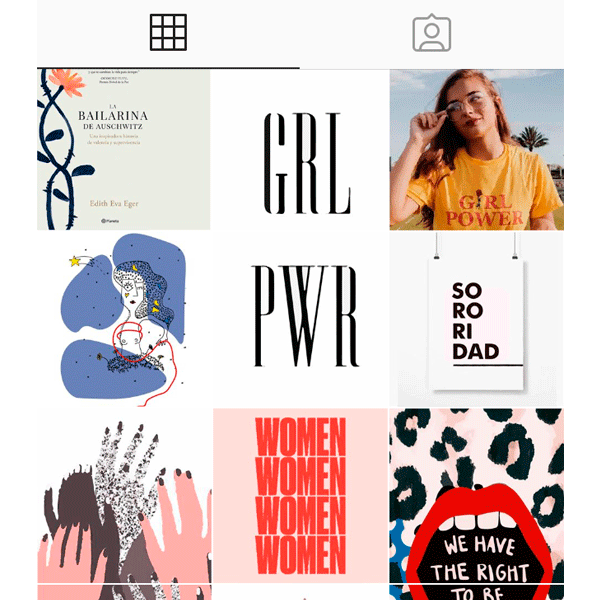 LA
BAILARINA
DE AUSCHWITZ
Una inspiradora historia
de valentía y supervivencia
Edith Eva Eger
Planeta
GRL
GIRL
POWER
PWR
SO
RO
RI
DAD
WOMEN
WOMEN
WOMEN
WOMEN
WE HAVE
THE RIGHT
TO BE